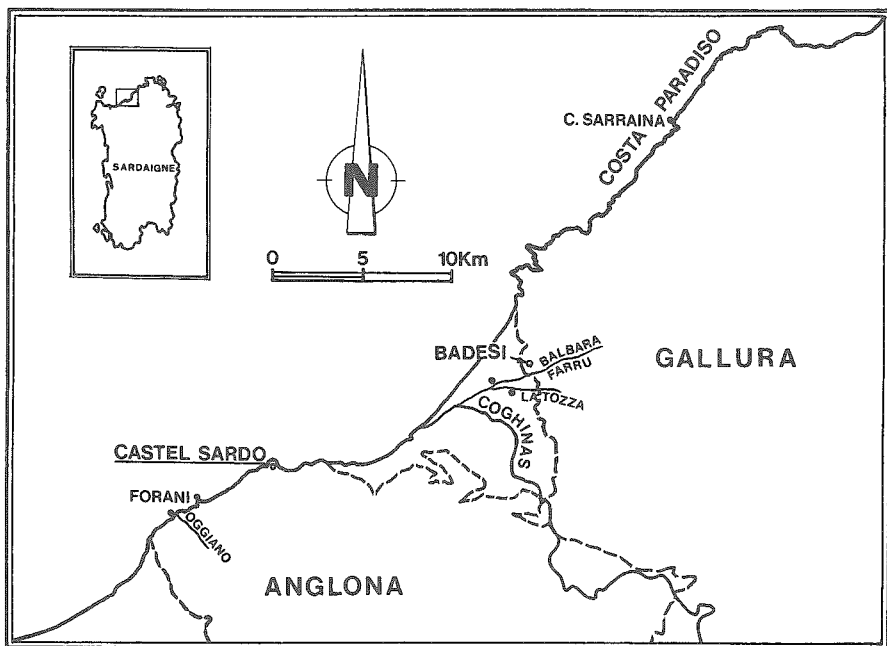 COSTA PARADISO
C. SARRAINA
SARDAIGNE
N
0 5 10Km
BADESI
BALBARA
FARRU
GALLURA
LA TOZZA
COGHINAS
CASTEL SARDO
FORANI
OGGIANO
ANGLONA